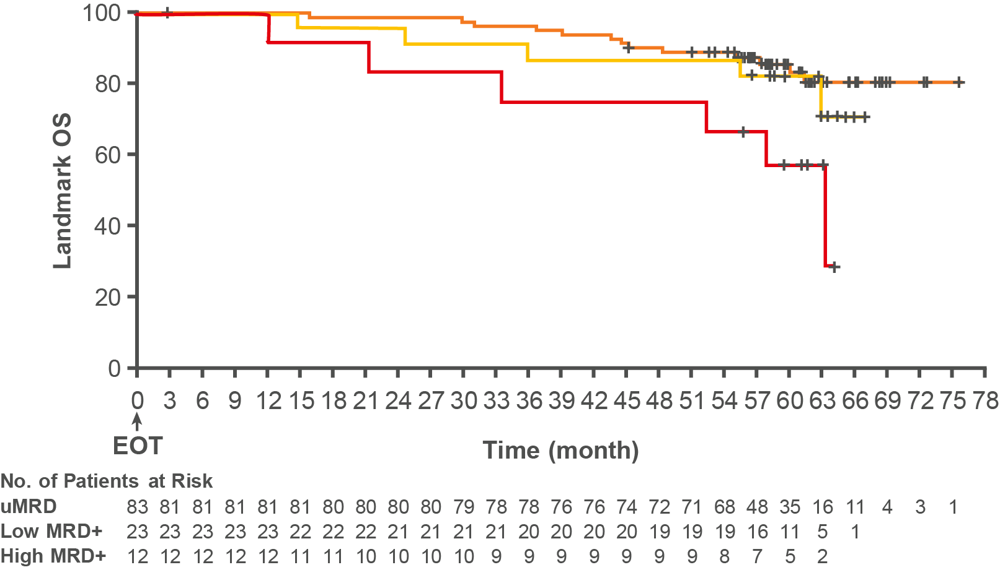 100
80
60
40
20
0
Landmark OS
0 3 6 9 12 15 18 21 24 27 30 33 36 39 42 45 48 51 54 57 60 63 66 69 72 75 78
EOT
Time (month)
No. of Patients at Risk
uMRD 83 81 81 81 81 81 80 80 80 80 79 78 78 76 76 74 72 71 68 48 35 16 11 4 3 1
Low MRD+ 23 23 23 23 23 22 22 22 21 21 21 21 20 20 20 20 19 19 19 16 11 5 1
High MRD+ 12 12 12 12 12 11 11 10 10 10 10 9 9 9 9 9 9 9 8 7 5 2